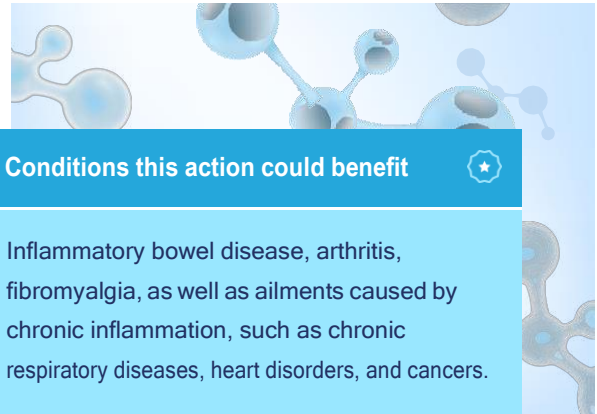 Conditions this action could benefit
Inflammatory bowel disease, arthritis,
fibromyalgia, as well as ailments caused by
chronic inflammation, such as chronic
respiratory diseases, heart disorders, and cancers.